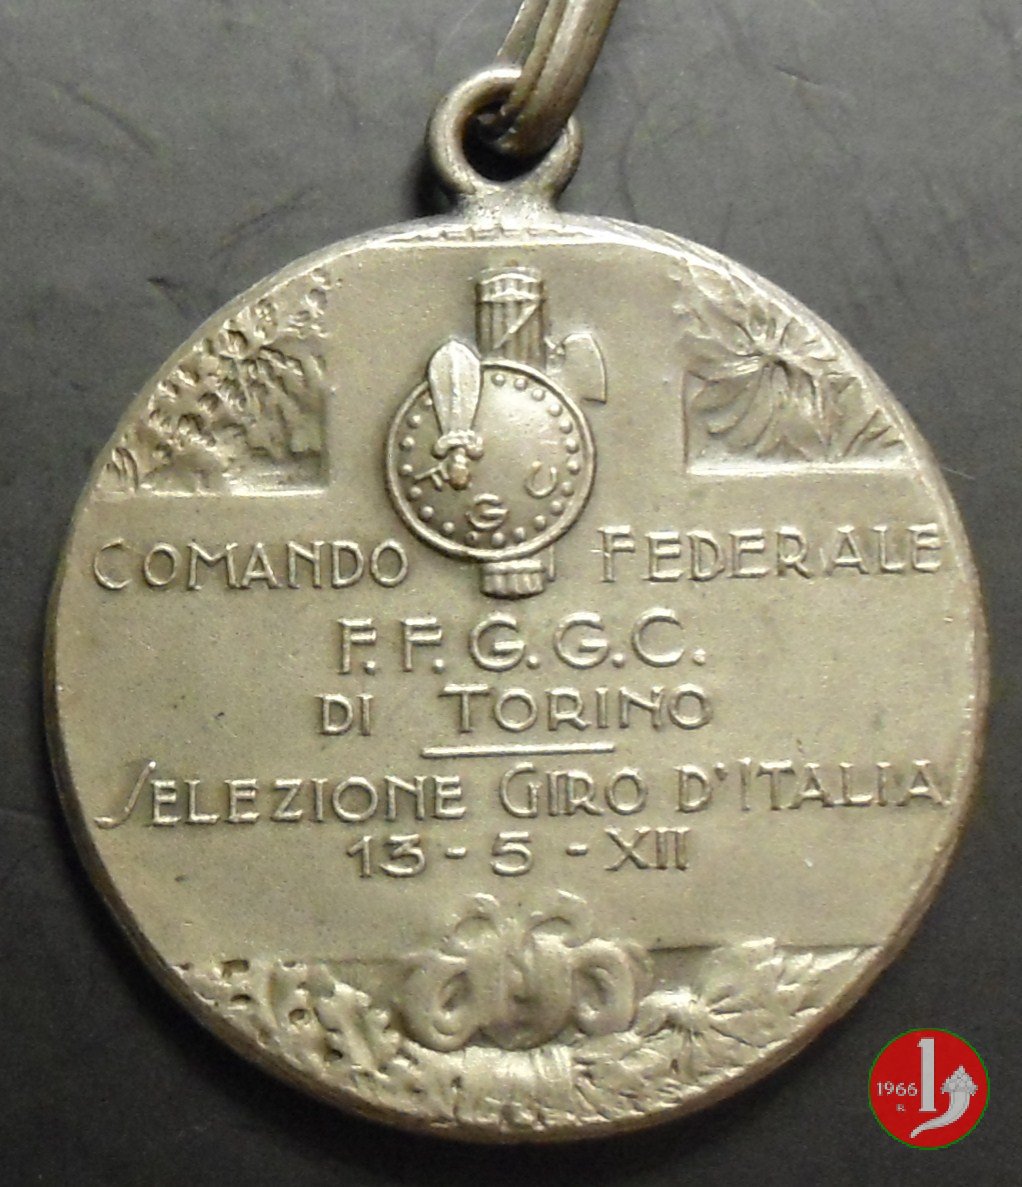 G C
COMANDO FEDERALE
F. F. G. G. C.
DI TORINO
SELEZIONE GIRO D'ITALIA
13 - 5 - XII
1966
R.